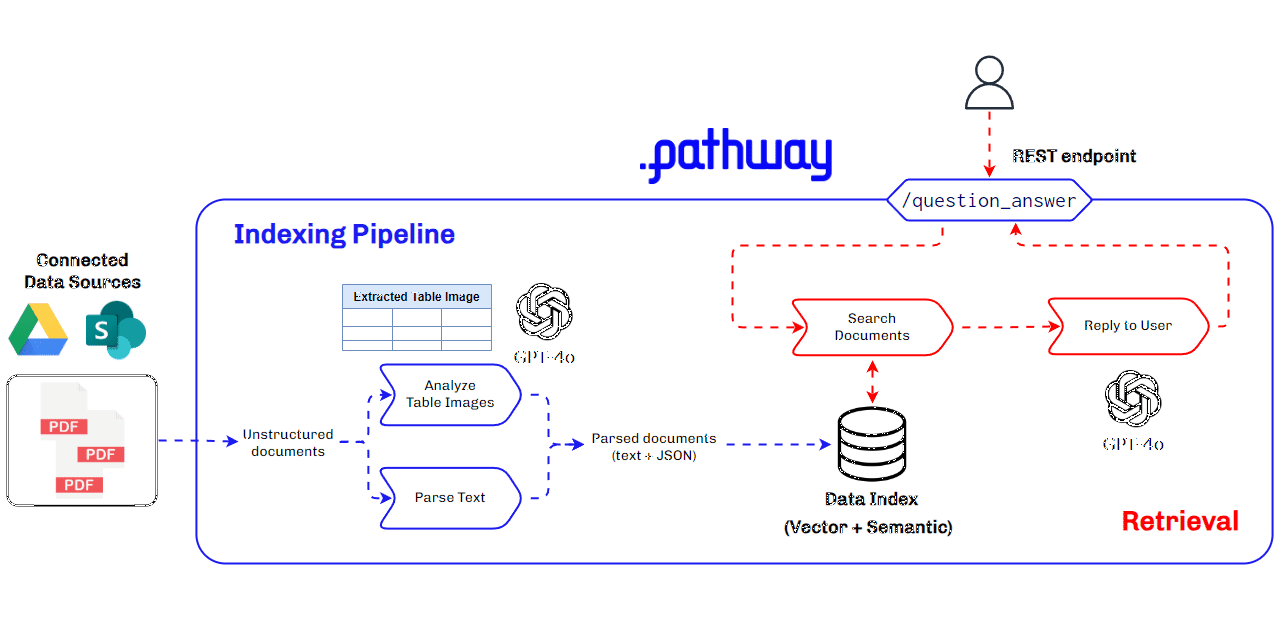 .pathway
REST endpoint
/question_answer
Indexing Pipeline
Connected
Data Sources
S
PDF
PDF
PDF
Extracted Table Image
GPT-4o
Analyze
Table Images
Unstructured
documents
Parse Text
Parsed documents
(text + JSON)
Search
Documents
Reply to User
GPT-4o
Data Index
(Vector + Semantic)
Retrieval